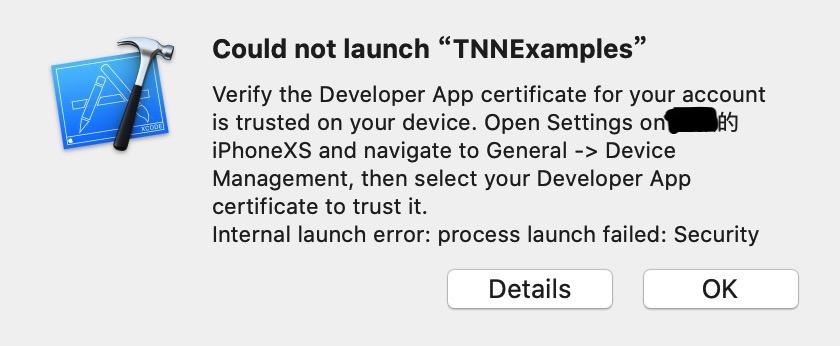 Could not launch “TNNExamples”
Verify the Developer App certificate for your account
is trusted on your device. Open Settings on 的
iPhoneXS and navigate to General -> Device
Management, then select your Developer App
certificate to trust it.
Internal launch error: process launch failed: Security
XCODE
Details
OK